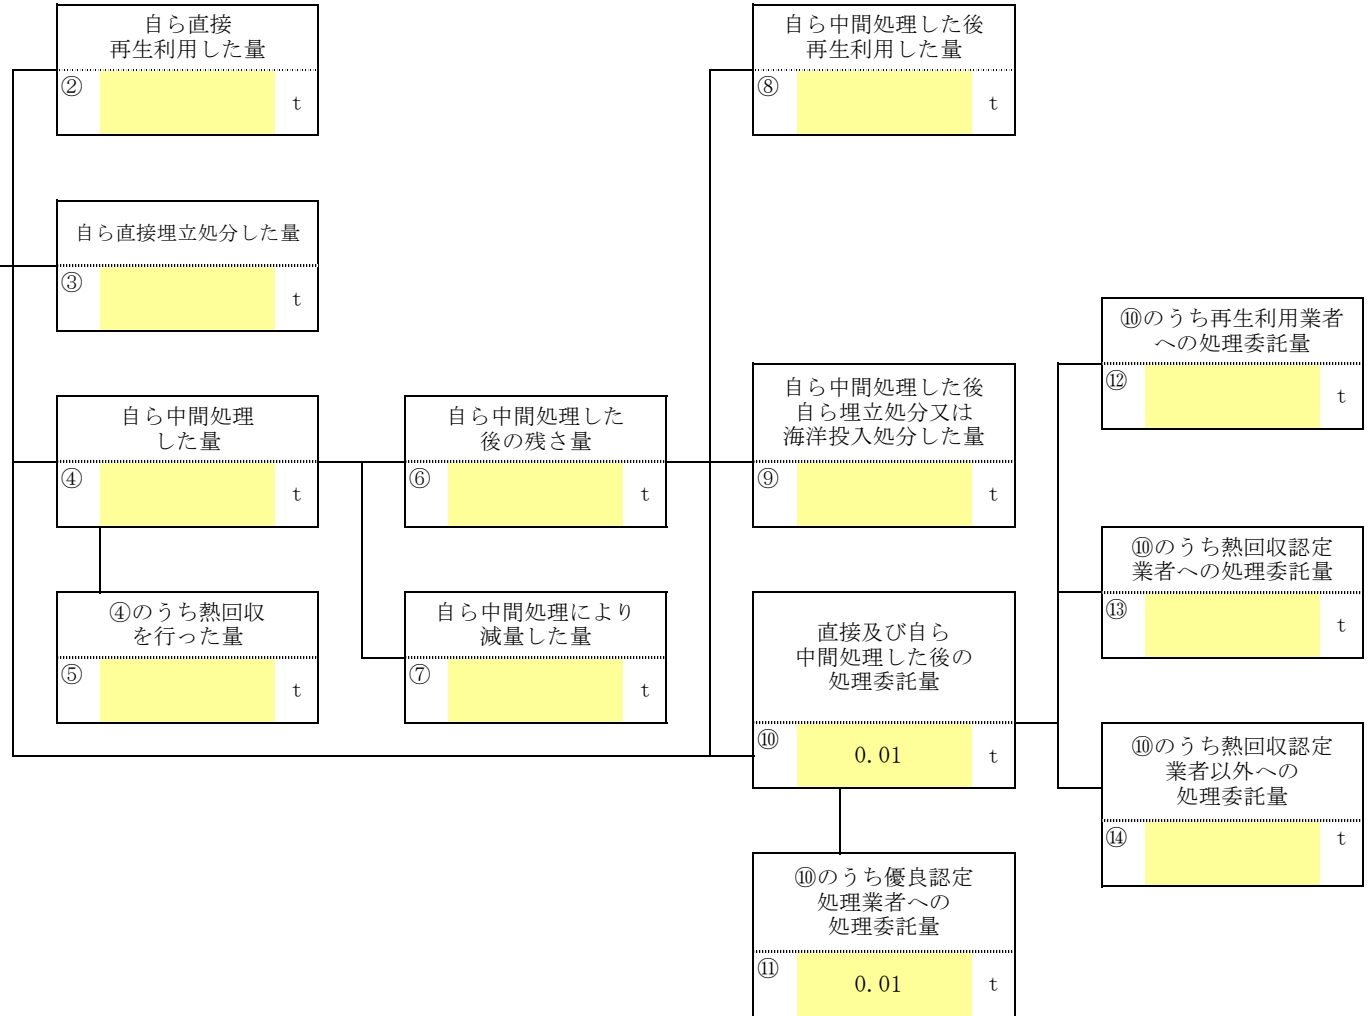 自ら直接
再生利用した量
② t
自ら中間処理した後
再生利用した量
⑧ t
自ら直接埋立処分した量
③ t
⑩のうち再生利用業者
への処理委託量
⑫ t
自ら中間処理
した量
④ t
自ら中間処理した
後の残さ量
⑥ t
自ら中間処理した後
自ら埋立処分又は
海洋投入処分した量
⑨ t
⑩のうち熱回収認定
業者への処理委託量
⑬ t
④のうち熱回収
を行った量
⑤ t
自ら中間処理により
減量した量
⑦ t
直接及び自ら
中間処理した後の
処理委託量
⑩ 0.01 t
⑩のうち熱回収認定
業者以外への
処理委託量
⑭ t
⑩のうち優良認定
処理業者への
処理委託量
⑪ 0.01 t